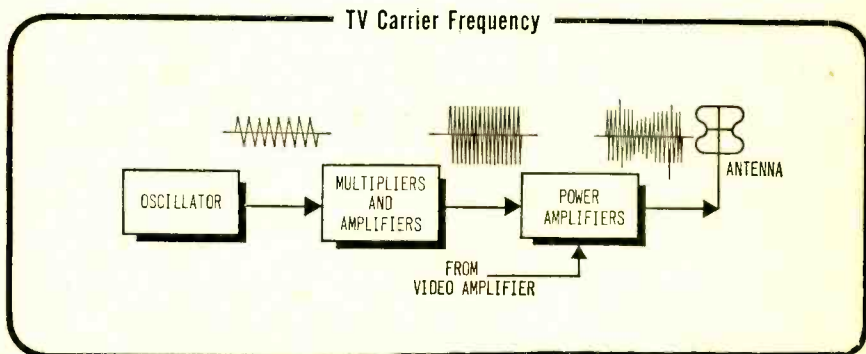 TV Carrier Frequency
OSCILLATOR
MULTIPLIERS
AND
AMPLIFIERS
POWER
AMPLIFIERS
ANTENNA
FROM
VIDEO AMPLIFIER